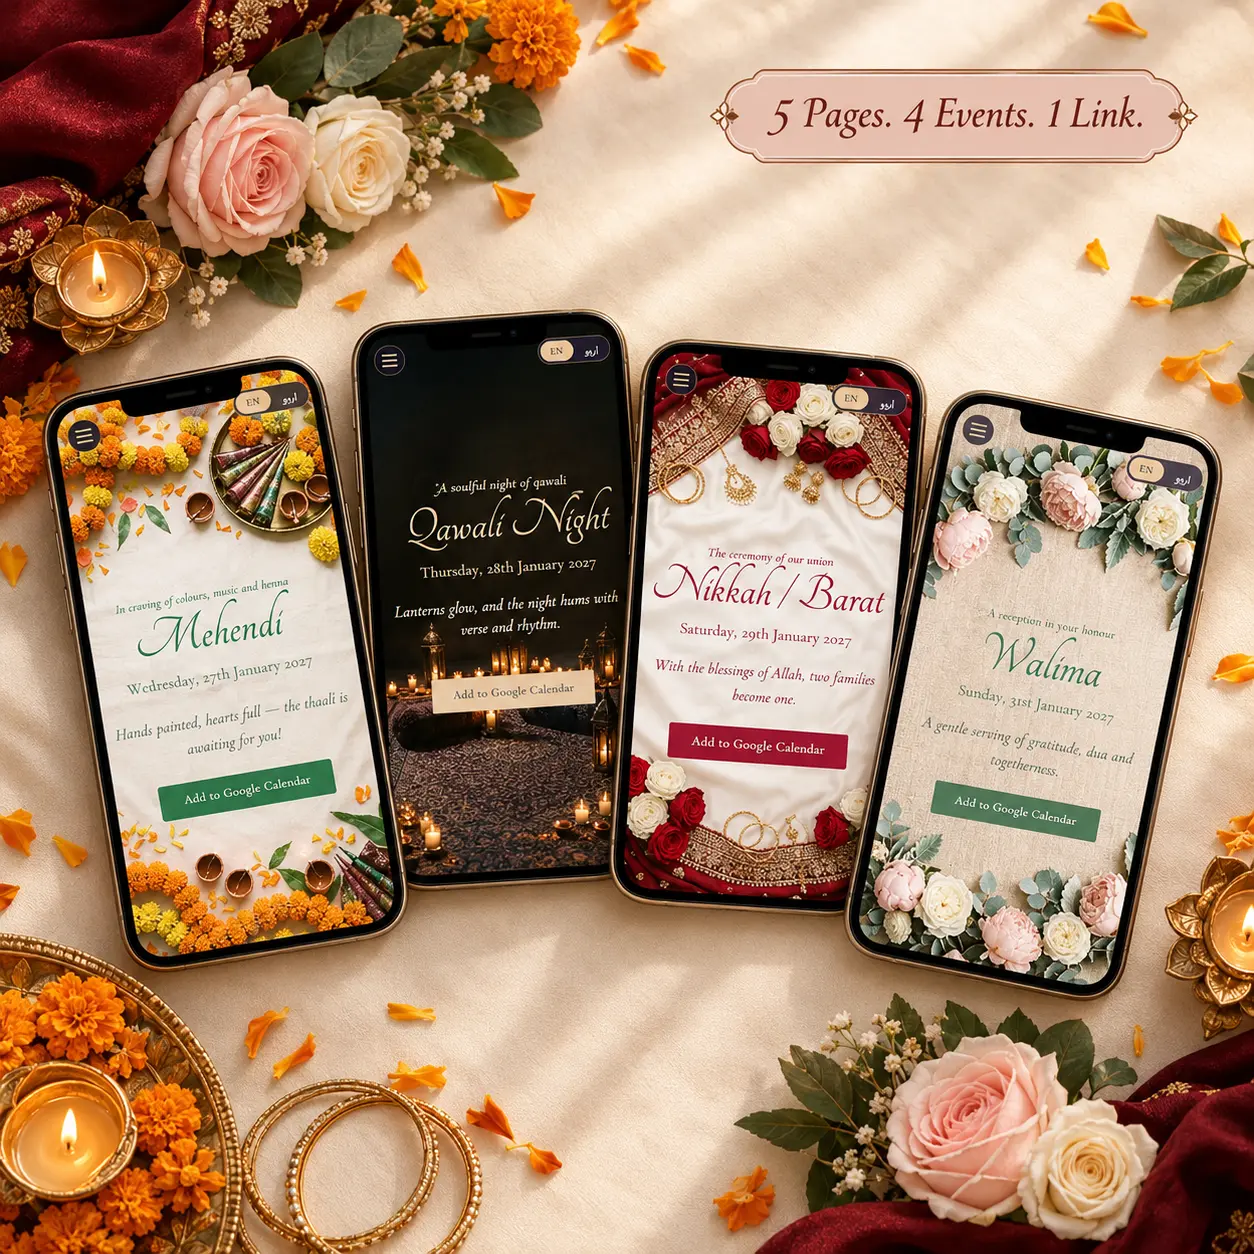 5 Pages. 4 Events. 1 Link.
EN اردو
In craving of colours, music and henna
Mehendi
Wednesday, 27th January 2027
Hands painted, hearts full — the thaali is
awaiting for you!
Add to Google Calendar
EN اردو
A soulful night of qawali
Qawali Night
Thursday, 28th January 2027
Lanterns glow, and the night hums with
verse and rhythm.
Add to Google Calendar
EN اردو
The ceremony of our union
Nikkah / Barat
Saturday, 29th January 2027
With the blessings of Allah, two families
become one.
Add to Google Calendar
EN اردو
A reception in your honour
Walima
Sunday, 31st January 2027
A gentle serving of gratitude, dua and
togetherness.
Add to Google Calendar